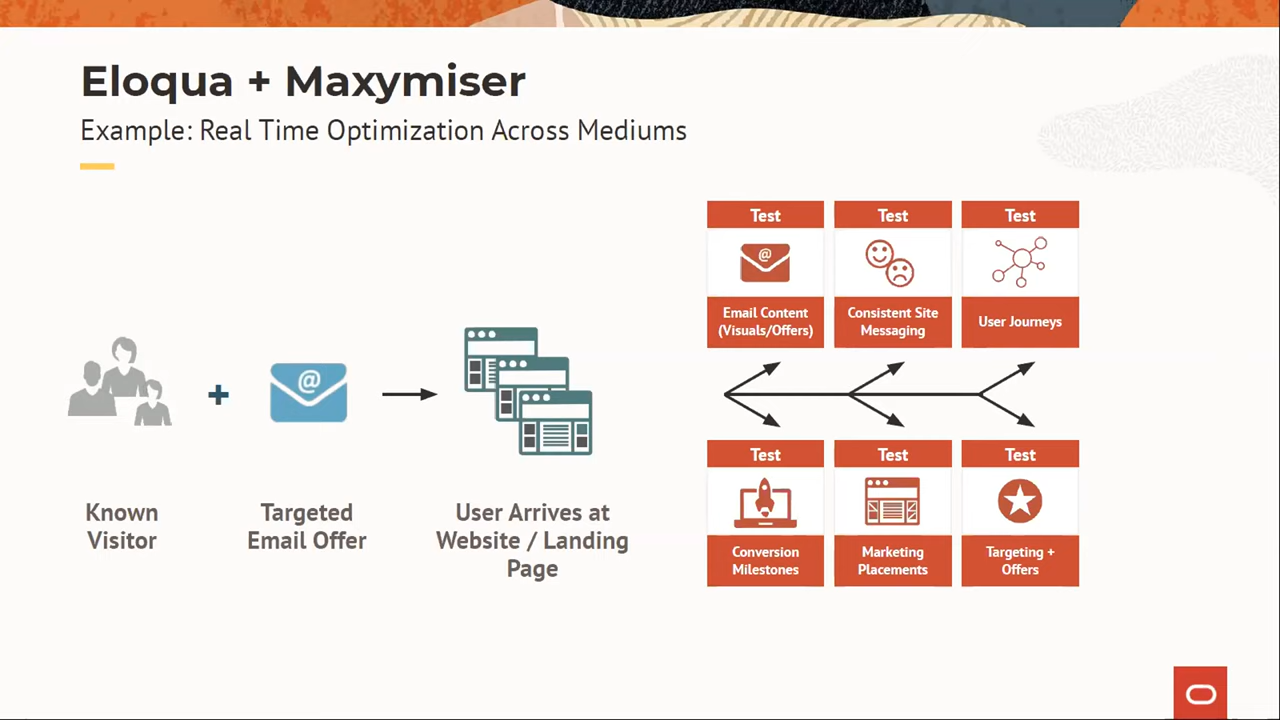 Eloqua + Maxymiser
Example: Real Time Optimization Across Mediums
Known
Visitor
@
Targeted
Email Offer
User Arrives at
Website / Landing
Page
Test
@
Email Content
(Visuals/Offers)
Test
Consistent Site
Messaging
Test
User Journeys
Test
Conversion
Milestones
Test
Marketing
Placements
Test
Targeting +
Offers